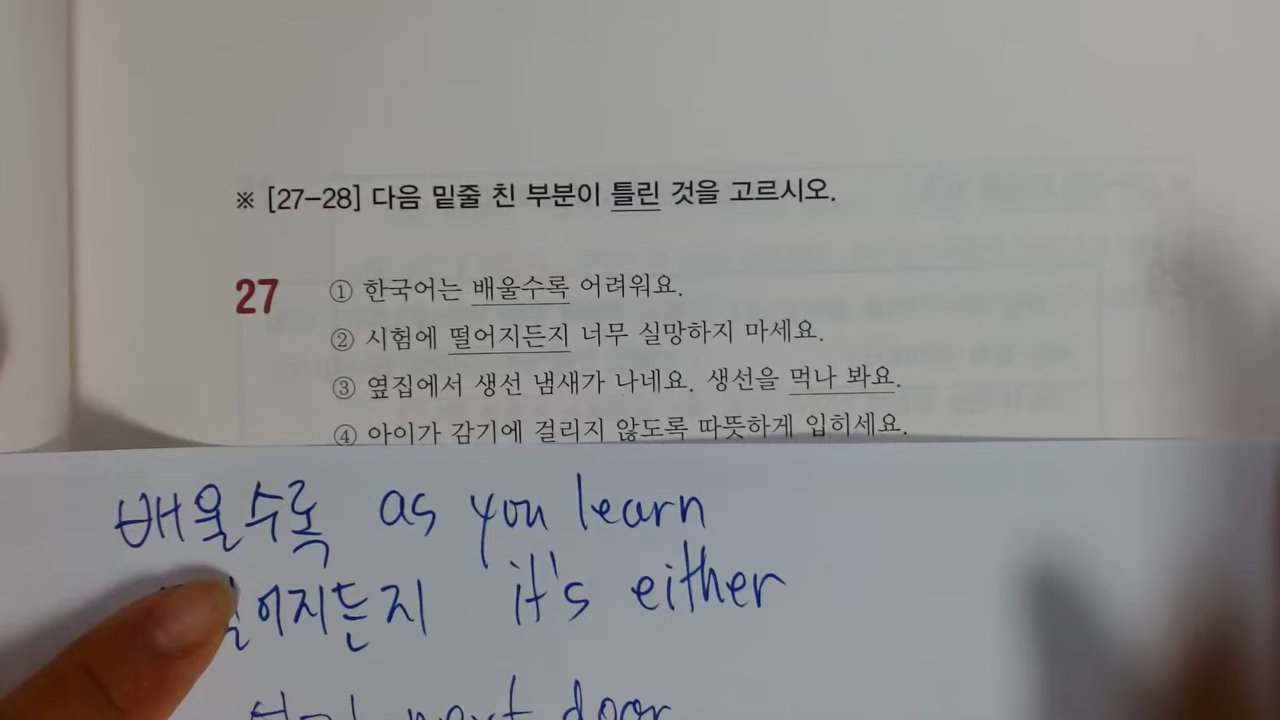 ※ [27-28] 다음 밑줄 친 부분이 틀린 것을 고르시오.
27 ① 한국어는 배울수록 어려워요.
② 시험에 떨어지든지 너무 실망하지 마세요.
③ 옆집에서 생선 냄새가 나네요. 생선을 먹나 봐요.
④ 아이가 감기에 걸리지 않도록 따뜻하게 입히세요.
배울수록 as you learn
어지든지 it's either
next door